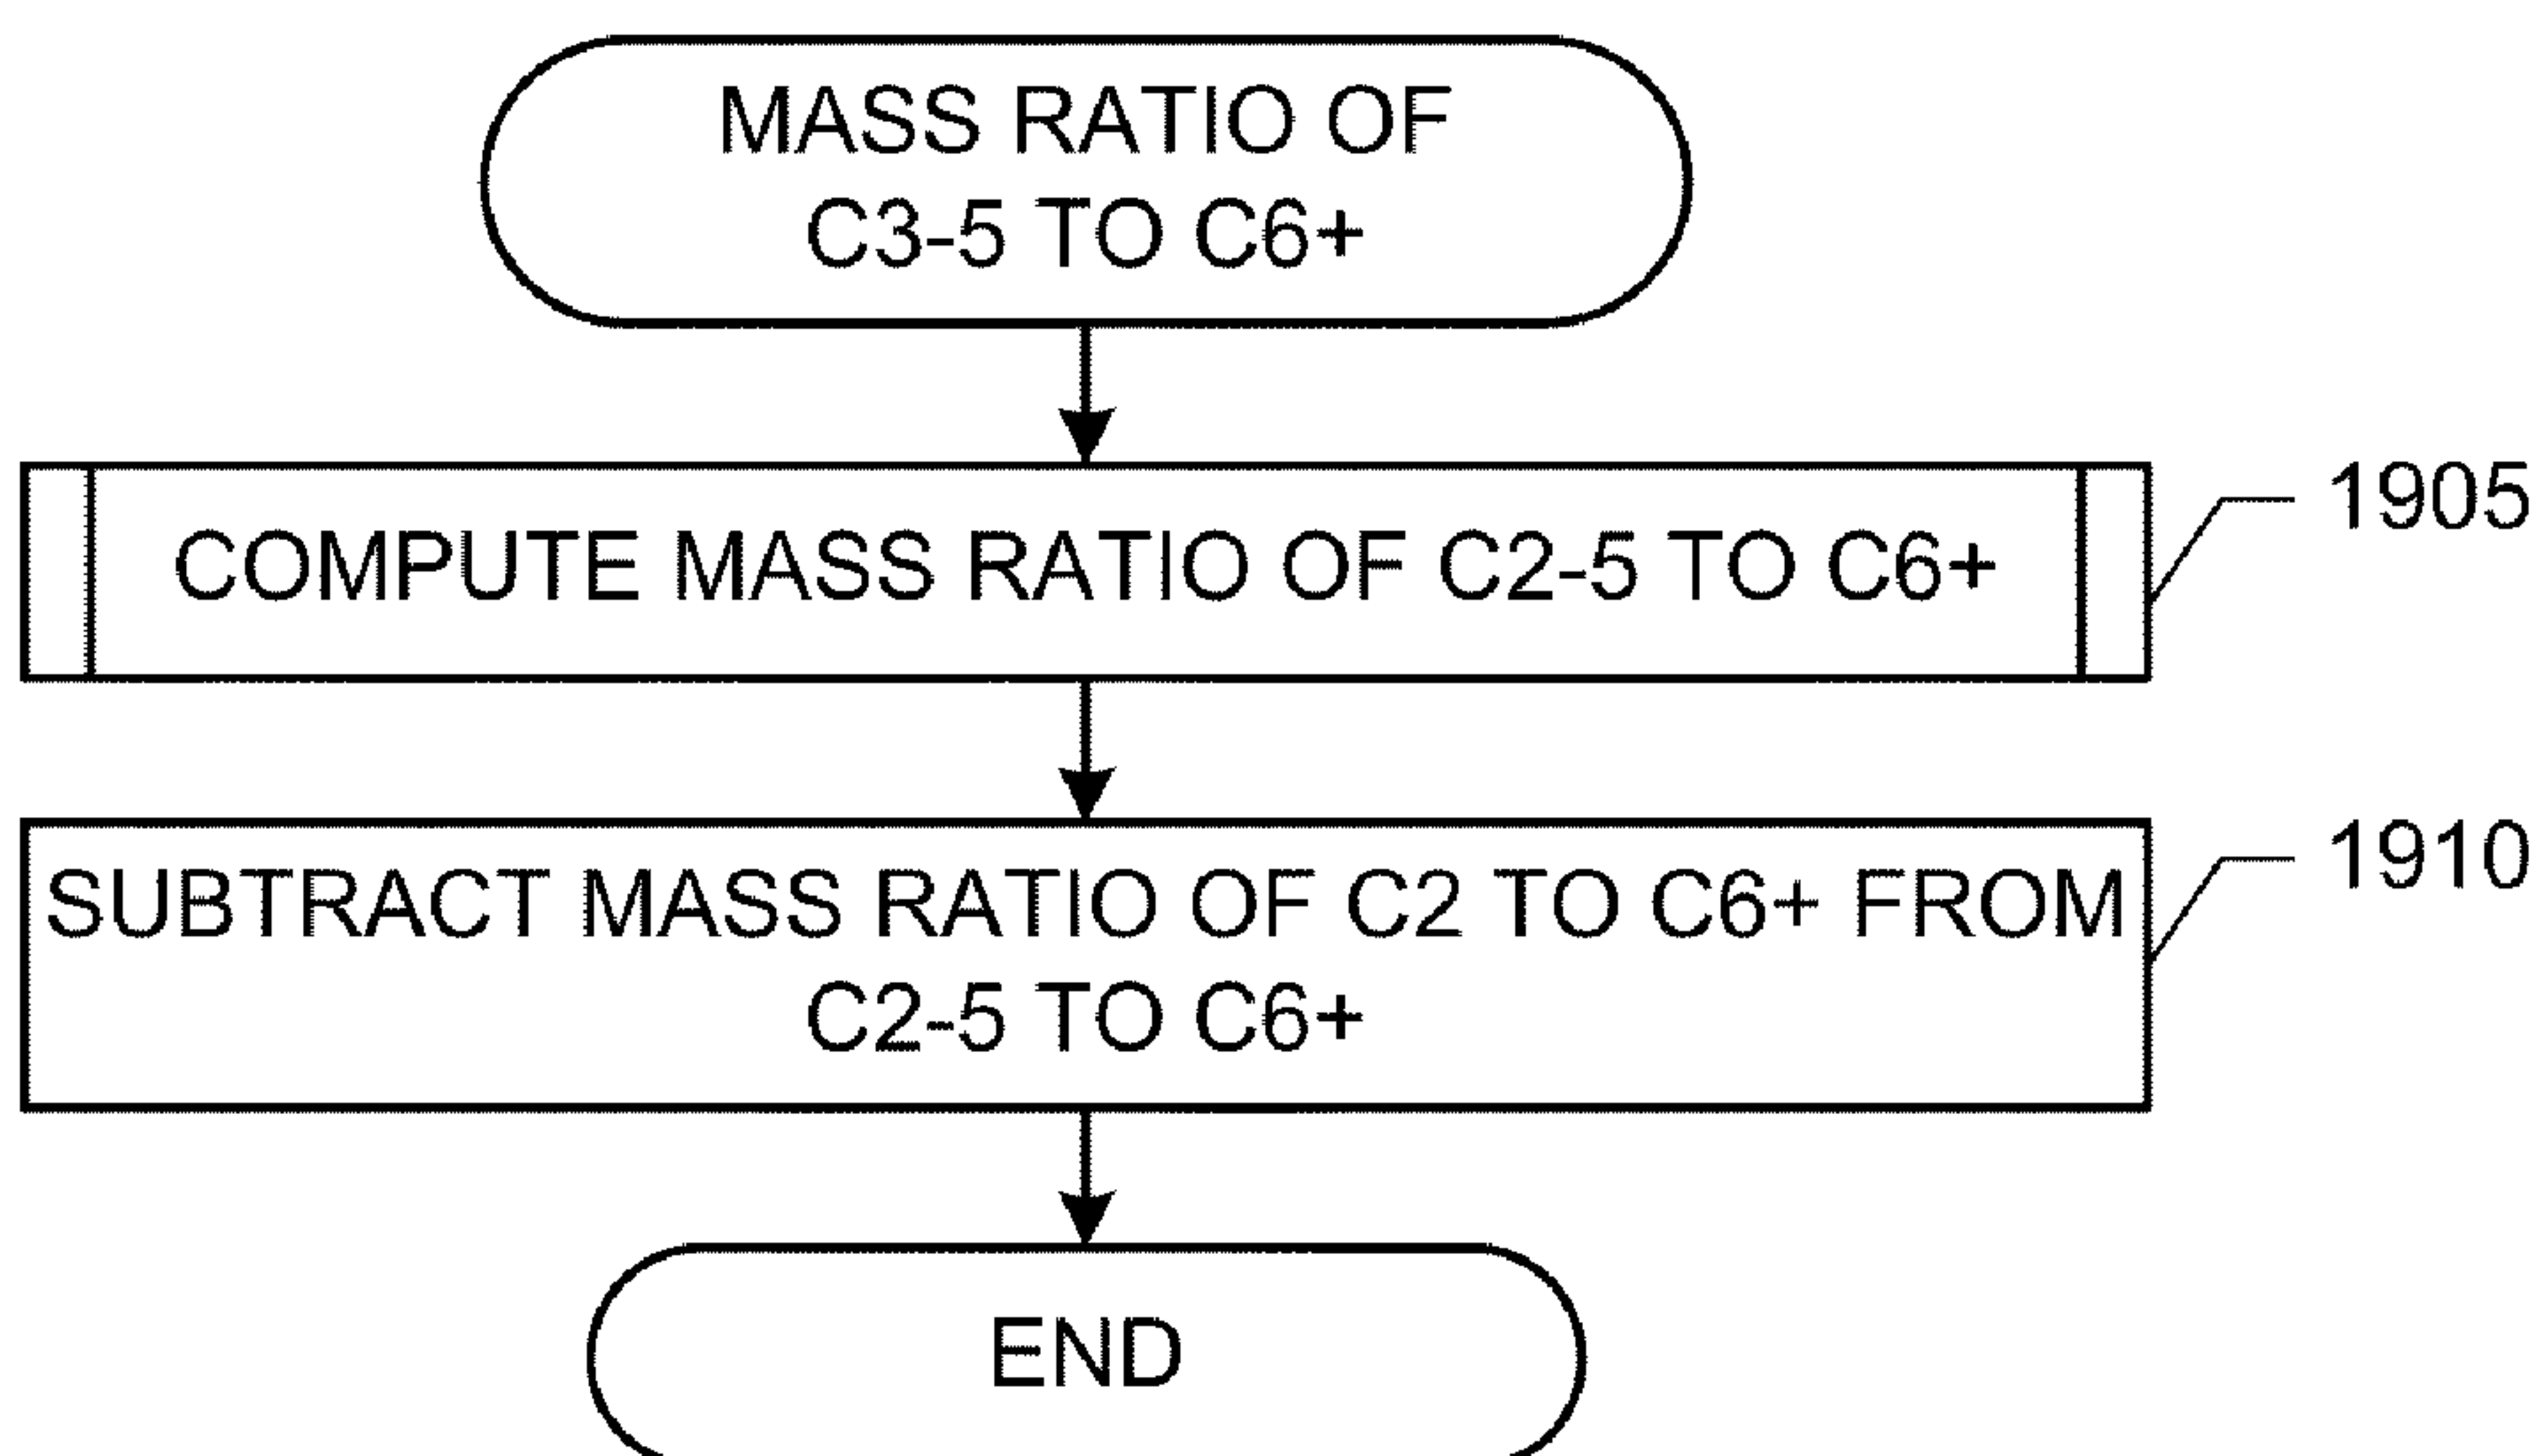 MASS RATIO OF
C3-5 TO C6+
COMPUTE MASS RATIO OF C2-5 TO C6+
1905
SUBTRACT MASS RATIO OF C2 TO C6+ FROM
C2-5 TO C6+
1910
END